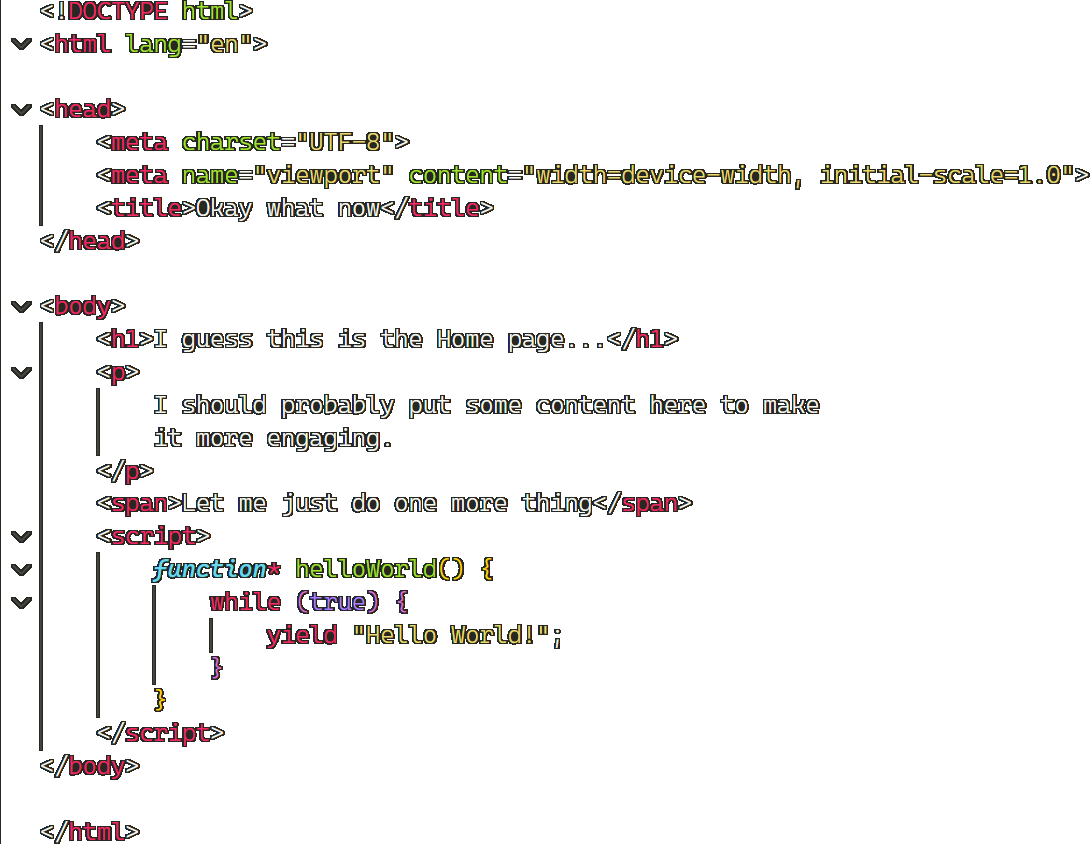 <!DOCTYPE html>
<html lang="en">
<head>
<meta charset="UTF-8">
<meta name="viewport" content="width=device-width, initial-scale=1.0">
<title>Okay what now</title>
</head>
<body>
<h1>I guess this is the Home page...</h1>
<p>
I should probably put some content here to make
it more engaging.
</p>
<span>Let me just do one more thing</span>
<script>
function* helloWorld() {
while (true) {
yield "Hello World!";
}
}
</script>
</body>
</html>